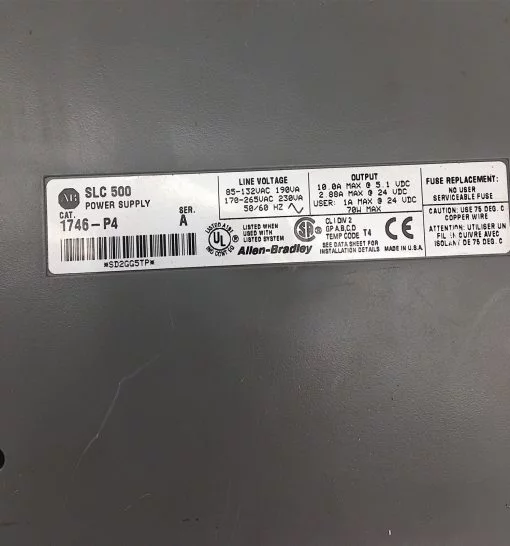 AB
SLC 500
POWER SUPPLY
CAT.
SER.
1746-P4
A
*SD2GG5TP*
LINE VOLTAGE
85-132VAC 190VA
170-265VAC 230VA
50/60 HZ
OUTPUT
10.0A MAX @ 5.1 VDC
2.88A MAX @ 24 VDC
USER: 1A MAX @ 24 VDC
70W MAX
FUSE REPLACEMENT:
NO USER
SERVICEABLE FUSE
CAUTION: USE 75 DEG. C
COPPER WIRE
ATTENTION: UTILISER UN
FIL EN CUIVRE AVEC
DE 75 DEG. C
UL
LISTED WHEN
USED WITH
LISTED SYSTEM
CL I DIV 2
GP A,B,C,D
TEMP CODE T4
CE
Allen-Bradley
SEE DATA SHEET FOR
INSTALLATION DETAILS
MADE IN U.S.A.